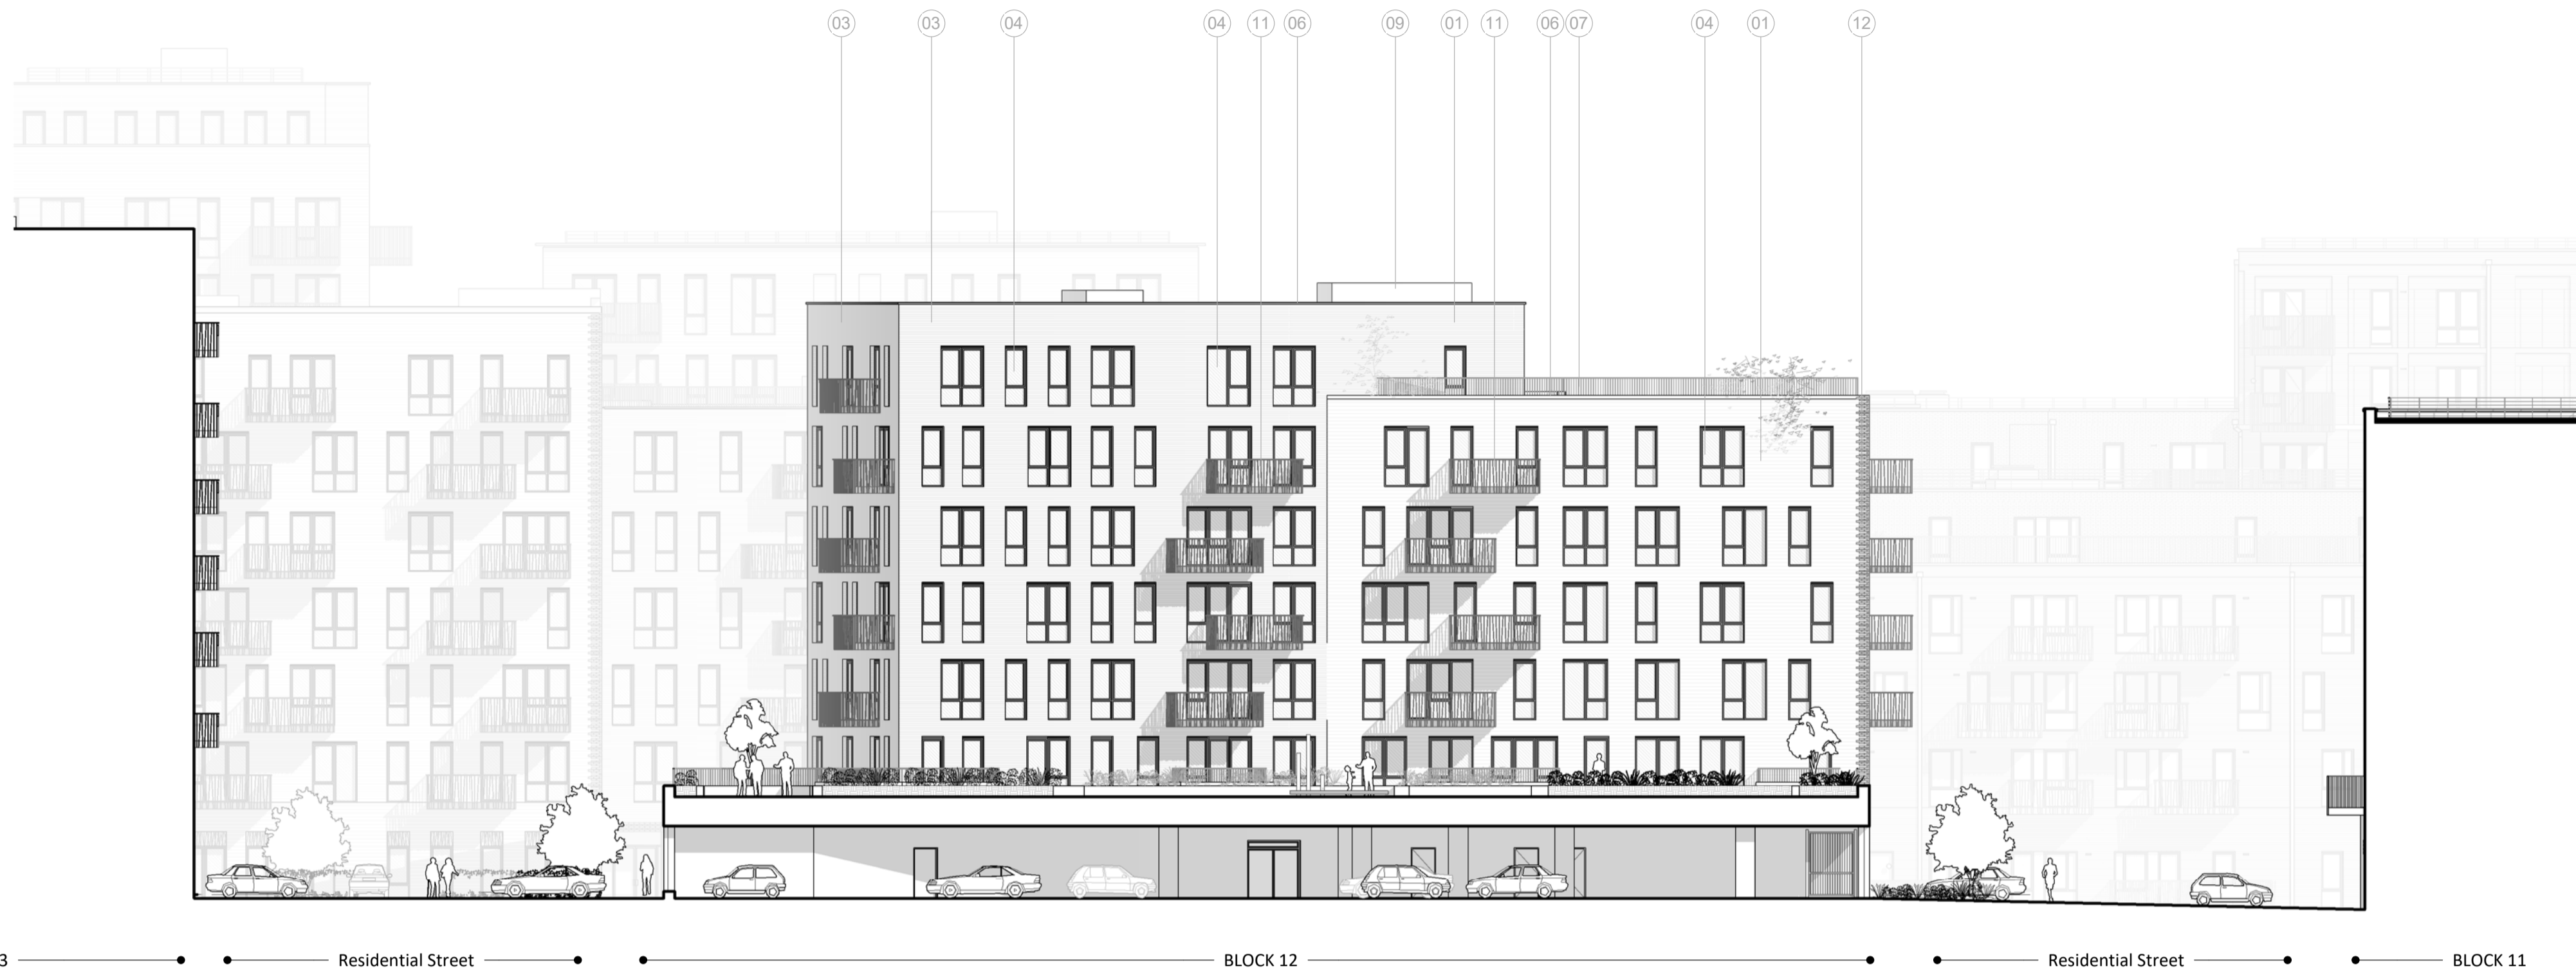 03 03 04 04 11 06 09 01 11 06 07 04 01 12
3 Residential Street BLOCK 12 Residential Street BLOCK 11